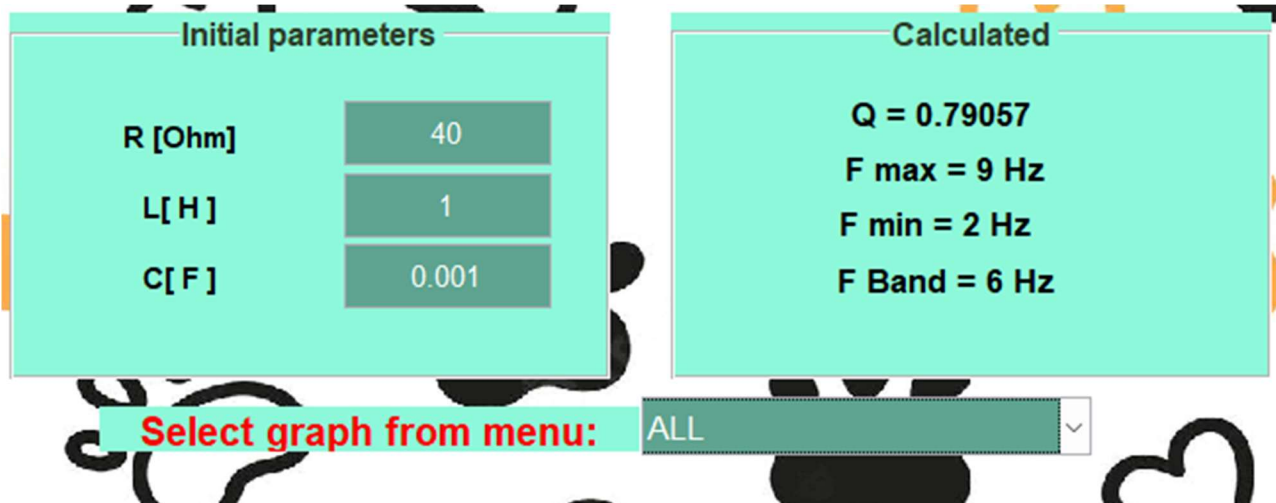 Initial parameters
R [Ohm]
40
L[ H ]
1
C[ F ]
0.001
Calculated
Q = 0.79057
F max = 9 Hz
F min = 2 Hz
F Band = 6 Hz
Select graph from menu:
ALL